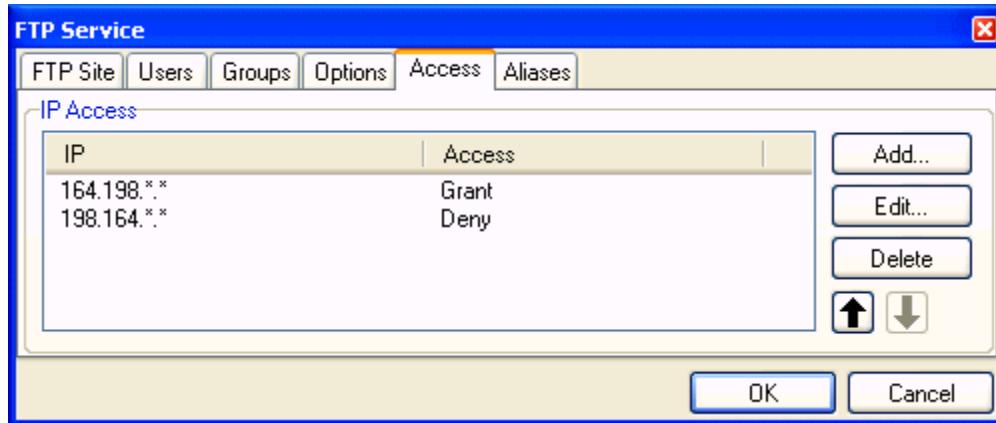 FTP Service
FTP Site Users Groups Options Access Aliases
IP Access
IP Access
164.198.*.* Grant
198.164.*.* Deny
Add...
Edit...
Delete
OK Cancel